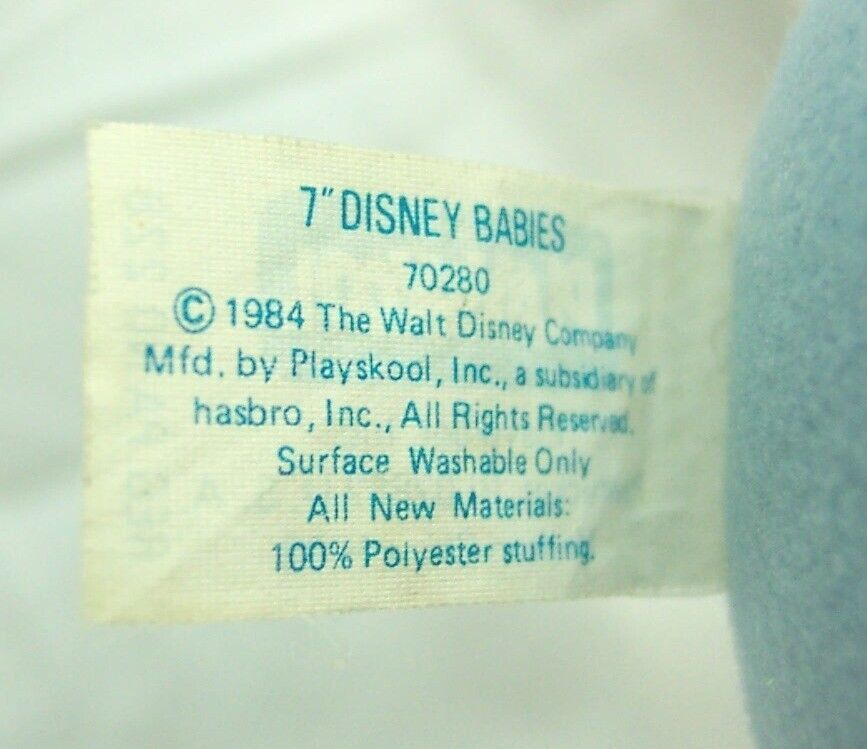 7" DISNEY BABIES
70280
© 1984 The Walt Disney Company
Mfd. by Playskool, Inc., a subsidiary of
hasbro, Inc., All Rights Reserved.
Surface Washable Only
All New Materials:
100% Polyester stuffing.